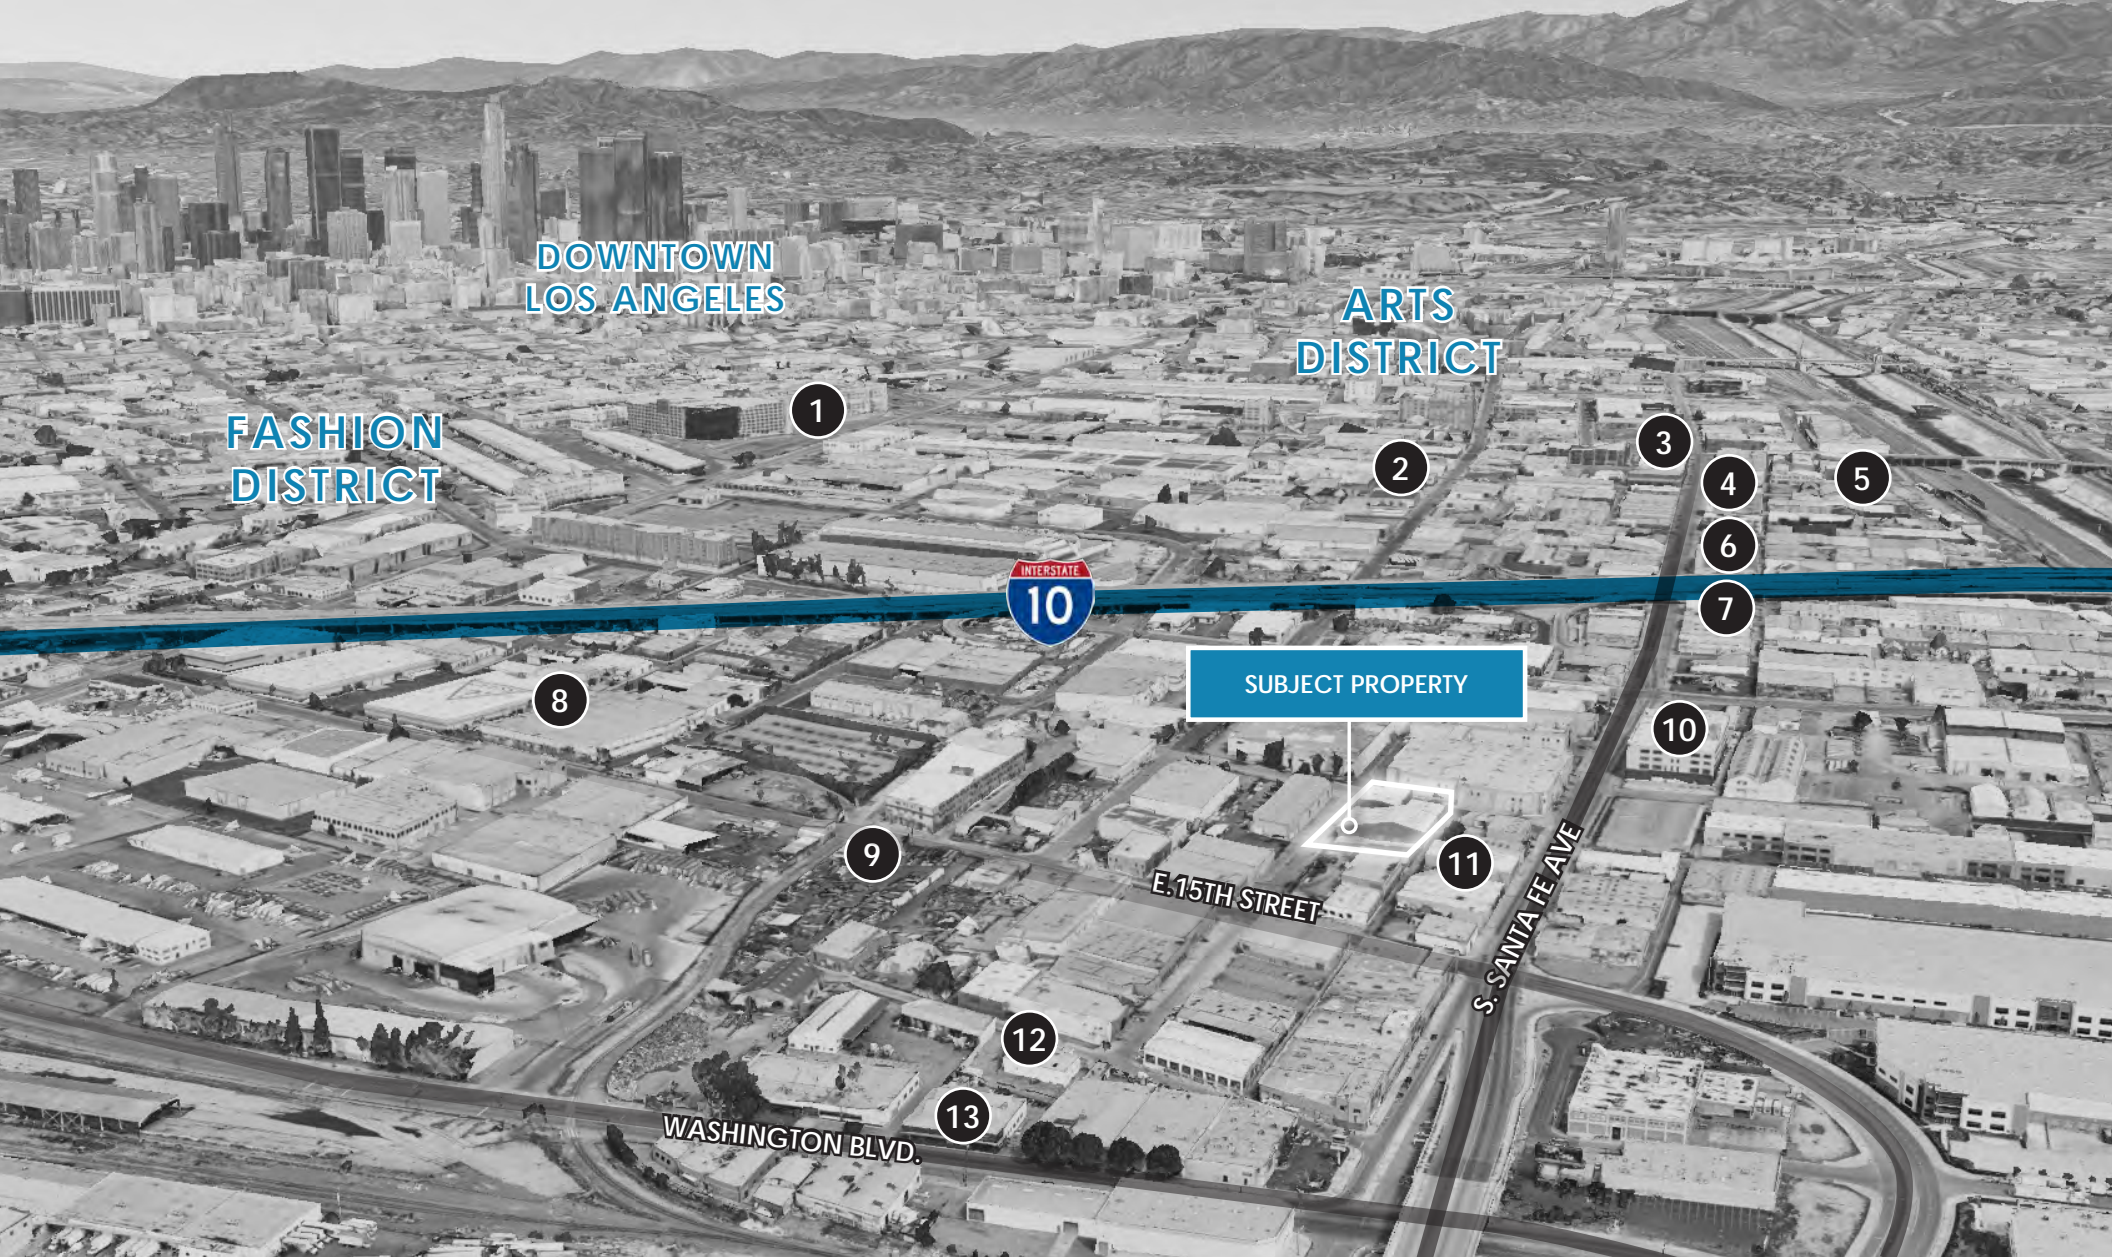 DOWNTOWN
LOS ANGELES
ARTS
DISTRICT
FASHION
DISTRICT
1
2
3
4
5
6
7
INTERSTATE
10
SUBJECT PROPERTY
8
9
10
11
E. 15TH STREET
S. SANTA FE AVE
12
13
WASHINGTON BLVD.